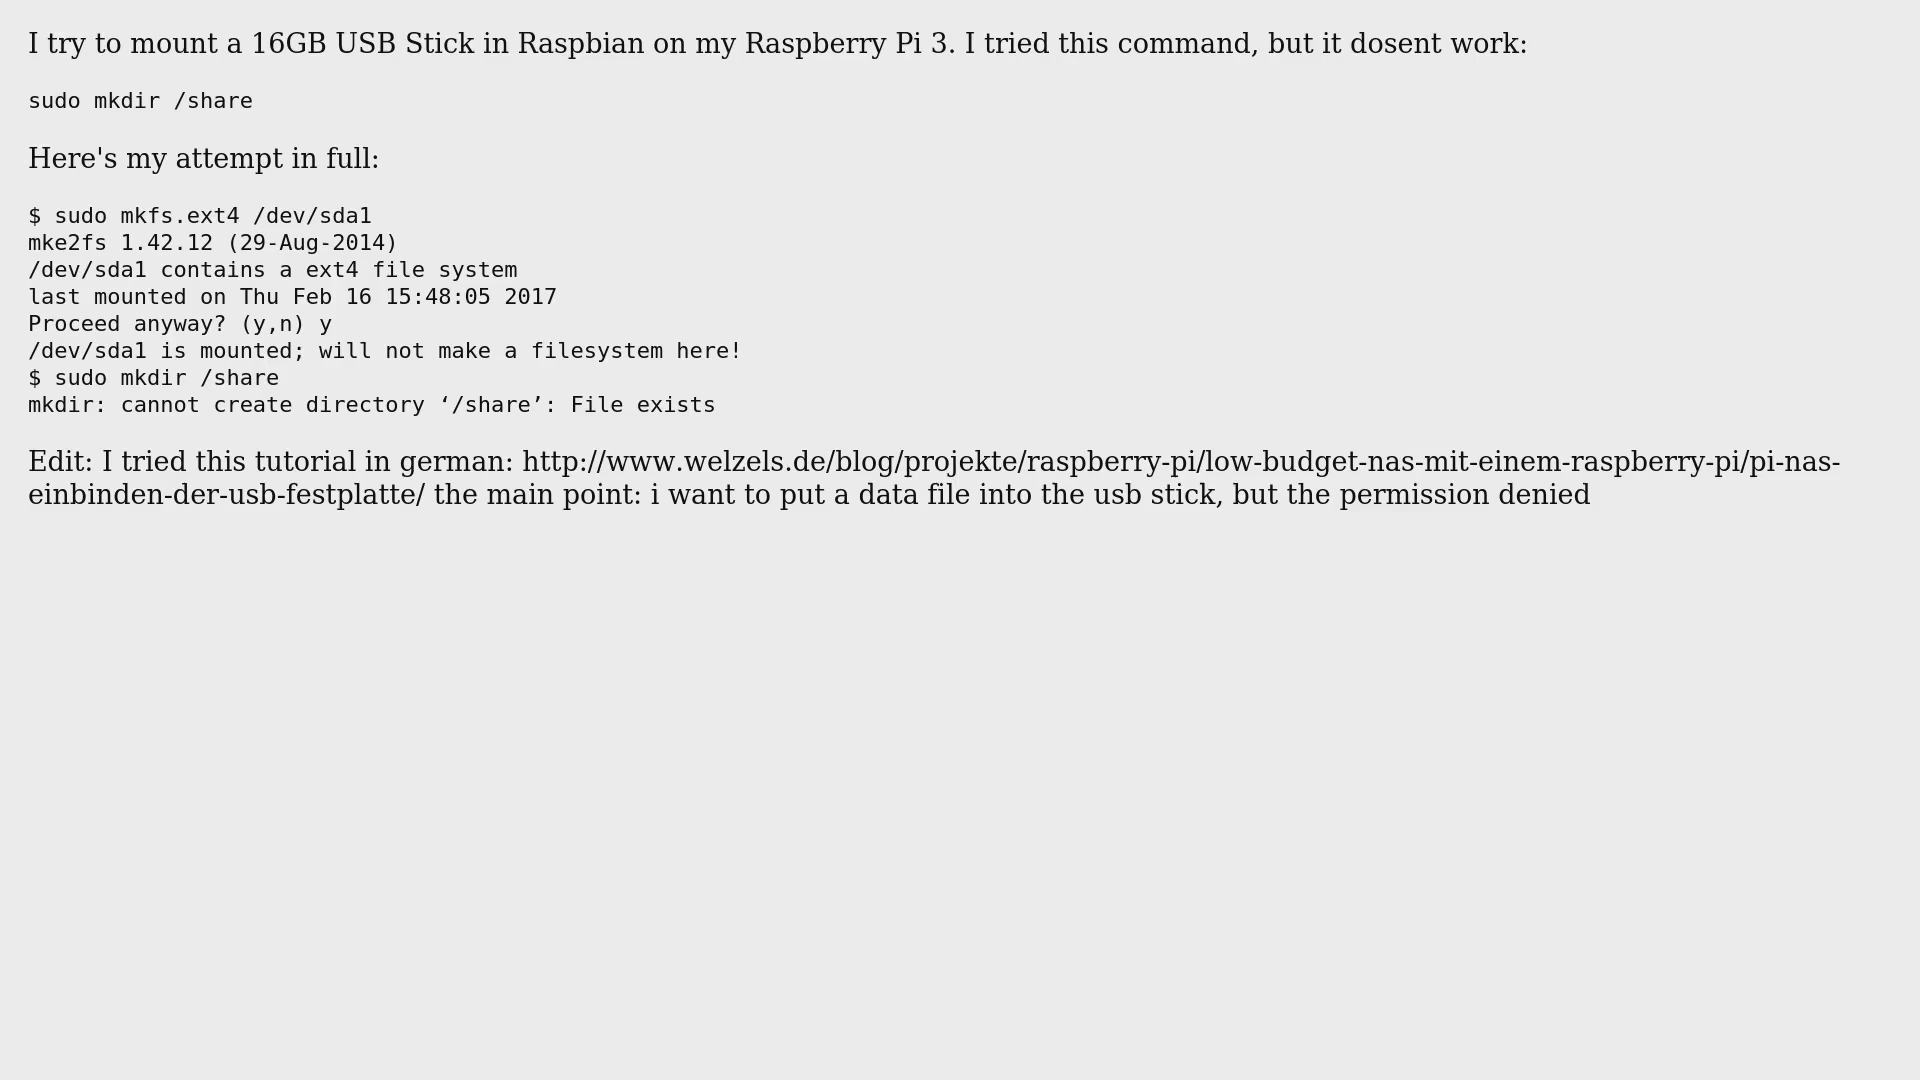 I try to mount a 16GB USB Stick in Raspbian on my Raspberry Pi 3. I tried this command, but it dosent work:
sudo mkdir /share
Here's my attempt in full:
$ sudo mkfs.ext4 /dev/sda1
mke2fs 1.42.12 (29-Aug-2014)
/dev/sda1 contains a ext4 file system
last mounted on Thu Feb 16 15:48:05 2017
Proceed anyway? (y,n) y
/dev/sda1 is mounted; will not make a filesystem here!
$ sudo mkdir /share
mkdir: cannot create directory ‘/share’: File exists
Edit: I tried this tutorial in german: http://www.welzels.de/blog/projekte/raspberry-pi/low-budget-nas-mit-einem-raspberry-pi/pi-nas-
einbinden-der-usb-festplatte/ the main point: i want to put a data file into the usb stick, but the permission denied